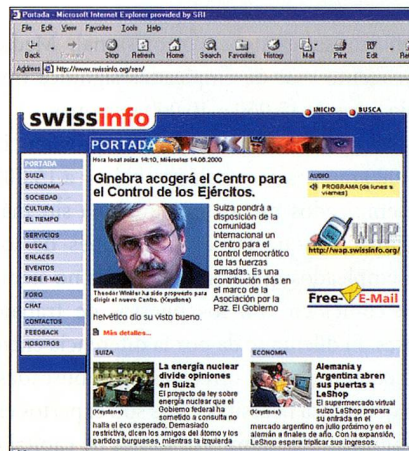 Portada - Microsoft Internet Explorer provided by SRI
File Edit View Favorites Tools Help
Back Stop Refresh Home Search Favorites History Mail Print Edit
Address http://www.swissinfo.org/res/
swissinfo
INICIO BUSCA
PORTADA
PORTADA
SUIZA
ECONOMIA
SOCIEDAD
CULTURA
EL TIEMPO
SERVICIOS
BUSCA
ENLACES
EVENTOS
FREE E-MAIL
FORO
CHAT
CONTACTOS
FEEDBACK
NOSOTROS
Hora local suiza 14:10, Miércoles 14.06.2000
Ginebra acogerá el Centro para
el Control de los Ejércitos.
Suiza pondrá a
disposición de la
comunidad
internacional un
Centro para el
control democrático
de las fuerzas
armadas. Es una
contribución más en
el marco de la
Asociación por la
Paz. El Gobierno
helvético dio su visto bueno.
Theodor Winkler ha sido propuesto para
dirigir el nuevo Centro. (Keystone)
Más detalles...
AUDIO
PROGRAMA (de lunes a
viernes)
WAP
http://wap.swissinfo.org/
Free-E-Mail
SUIZA
La energía nuclear
divide opiniones
en Suiza
El proyecto de ley sobre
energía nuclear que el
Gobierno federal ha
sometido a consulta no
(Keystone)
halla el eco esperado. Demasiado
restrictiva, dicen los amigos del átomo y los
partidos burgueses, mientras la izquierda
ECONOMIA
Alemania y
Argentina abren
sus puertas a
LeShop
El supermercado virtual
suizo LeShop prepara
su entrada en el
(Keystone)
mercado argentino en julio próximo y en el
alemán a finales de año. Con la expansión,
LeShop espera triplicar sus ingresos.